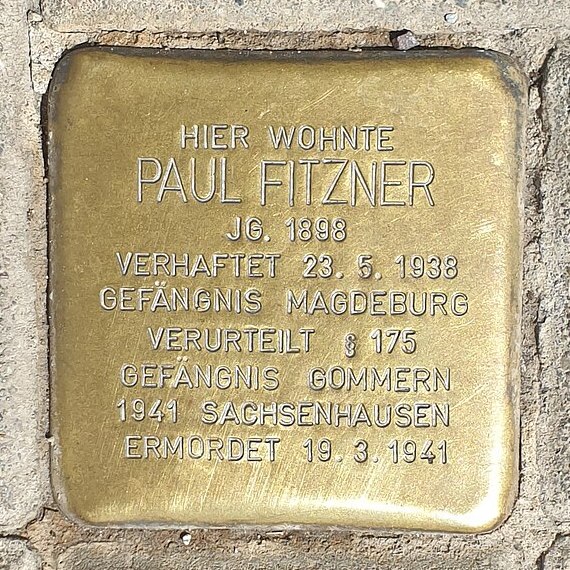 HIER WOHNTE
PAUL FITZNER
JG. 1898
VERHAFTET 23. 5. 1938
GEFÄNGNIS MAGDEBURG
VERURTEILT § 175
GEFÄNGNIS GOMMERN
1941 SACHSENHAUSEN
ERMORDET 19. 3. 1941